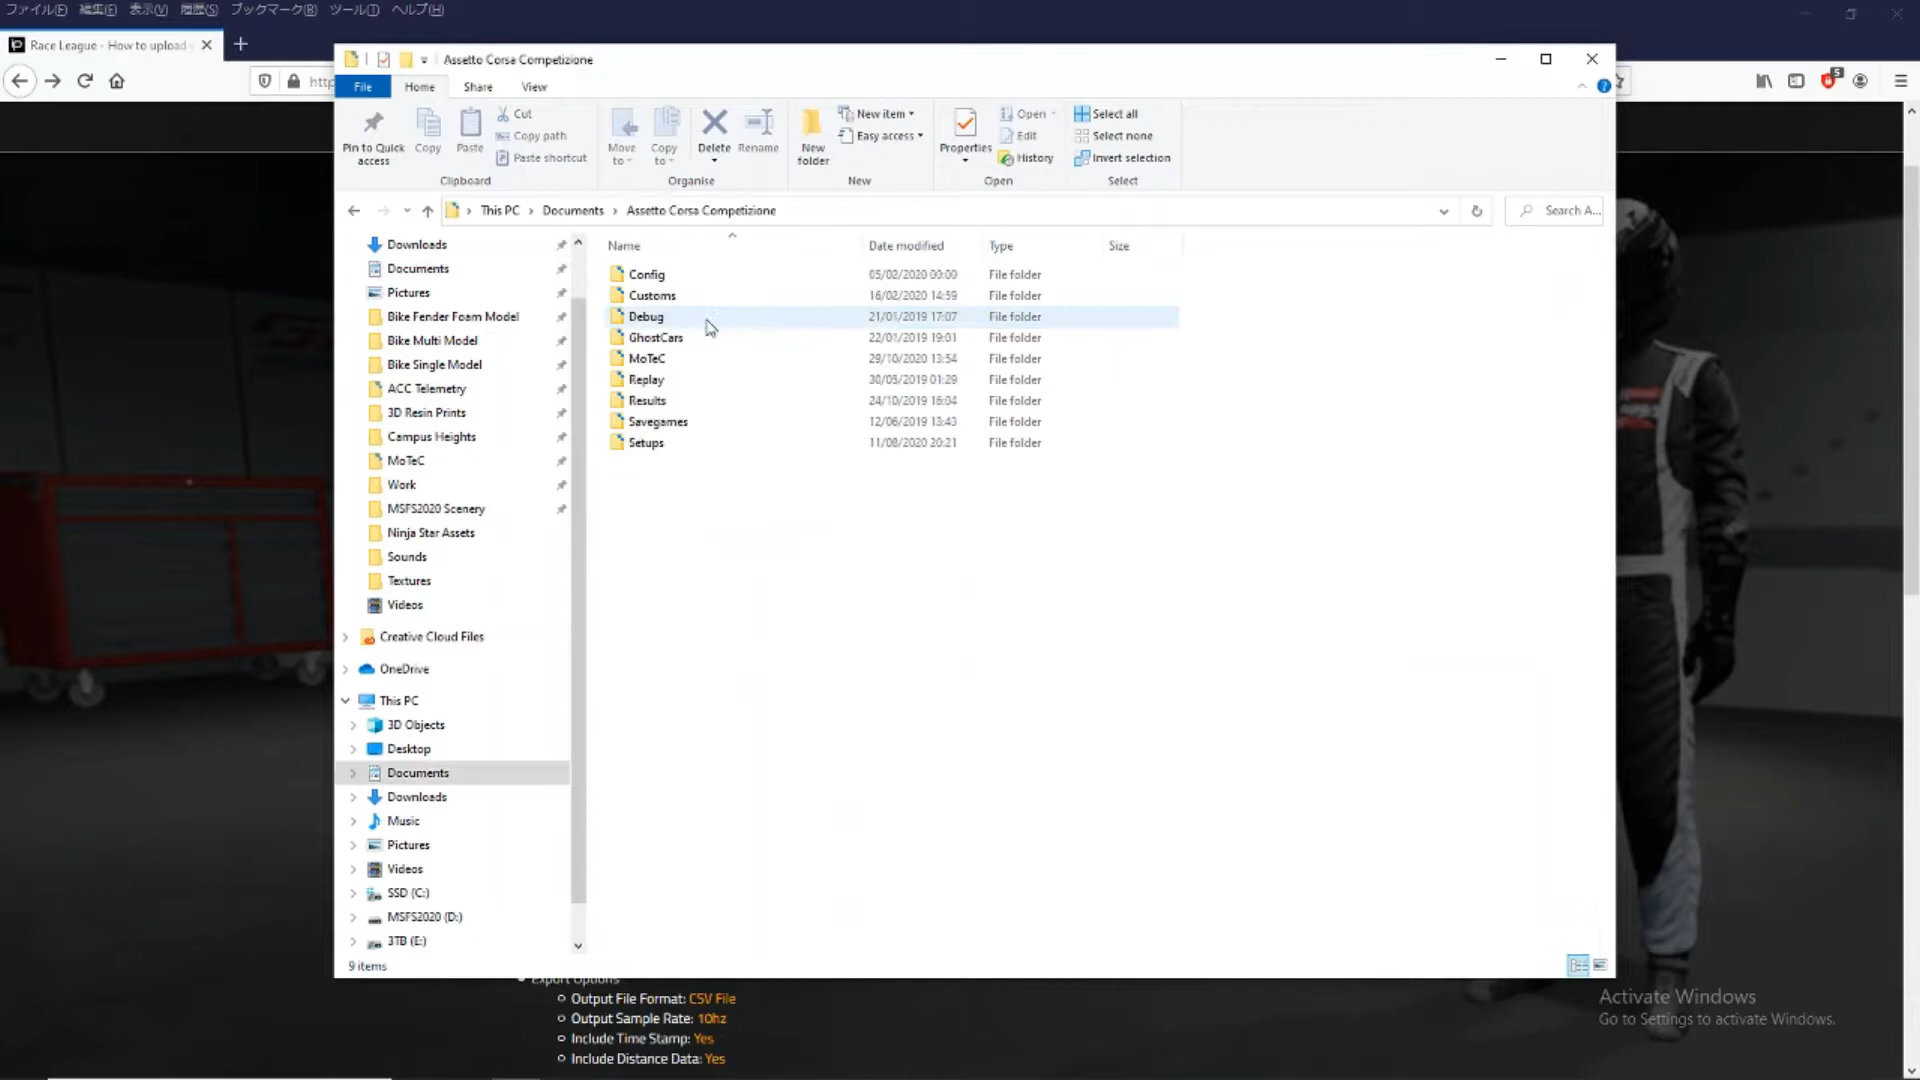 ファイル(F) 編集(E) 表示(V) 履歴(S) ブックマーク(B) ツール(T) ヘルプ(H)
Race League - How to upload
Assetto Corsa Competizione
http
5
File Home Share View
Pin to Quick access
Copy
Paste
Cut
Copy path
Paste shortcut
Move to
Copy to
Delete
Rename
New folder
New item
Easy access
Properties
Open
Edit
History
Select all
Select none
Invert selection
Clipboard Organise New Open Select
This PC › Documents › Assetto Corsa Competizione
Search A...
Name Date modified Type Size
Config 05/02/2020 00:09 File folder
Customs 16/02/2020 14:59 File folder
Debug 21/01/2019 17:07 File folder
GhostCars 22/01/2019 19:01 File folder
MoTeC 29/10/2020 13:54 File folder
Replay 30/05/2019 01:29 File folder
Results 24/10/2019 16:04 File folder
Savegames 12/06/2019 13:43 File folder
Setups 11/08/2020 20:21 File folder
Downloads
Documents
Pictures
Bike Fender Foam Model
Bike Multi Model
Bike Single Model
ACC Telemetry
3D Resin Prints
Campus Heights
MoTeC
Work
MSFS2020 Scenery
Ninja Star Assets
Sounds
Textures
Videos
Creative Cloud Files
OneDrive
This PC
3D Objects
Desktop
Documents
Downloads
Music
Pictures
Videos
SSD (C:)
MSFS2020 (D:)
3TB (E:)
9 items
Export Options
Output File Format: CSV File
Output Sample Rate: 10hz
Include Time Stamp: Yes
Include Distance Data: Yes
Activate Windows
Go to Settings to activate Windows.